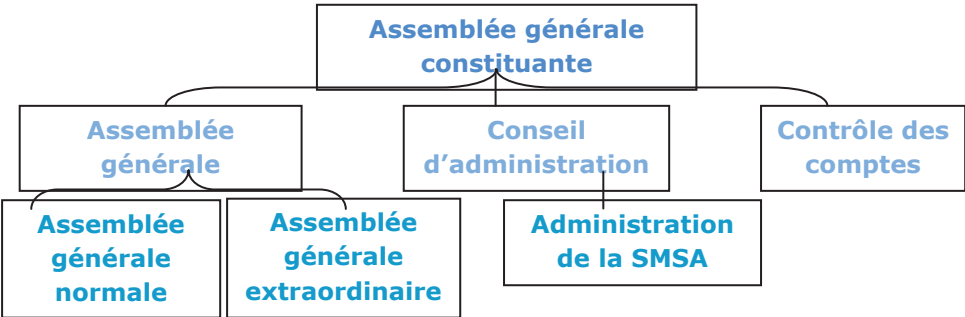 Assemblée générale
constituante
Assemblée
générale
Conseil
d’administration
Contrôle des
comptes
Assemblée
générale
normale
Assemblée
générale
extraordinaire
Administration
de la SMSA